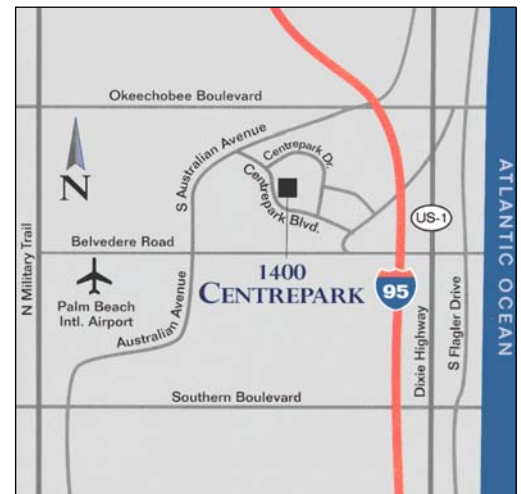 Okeechobee Boulevard
S Australian Avenue
Centrepark Dr.
Centrepark Blvd.
N
N Military Trail
Belvedere Road
US-1
ATLANTIC OCEAN
Palm Beach
Intl. Airport
1400
CENTREPARK
95
Australian Avenue
Dixie Highway
S Flagler Drive
Southern Boulevard